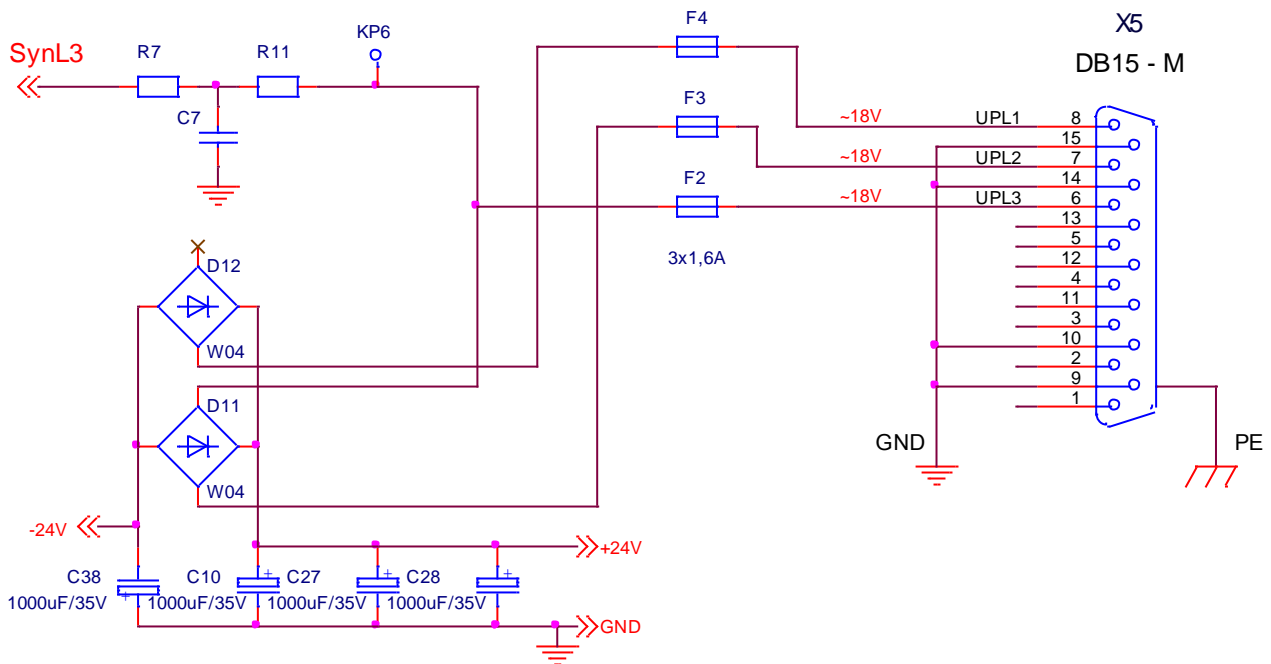 F4
X5
KP6
SynL3
R7
R11
DB15 - M
F3
C7
~18V
UPL1
8
15
~18V
UPL2
7
14
F2
~18V
UPL3
6
13
5
3x1,6A
12
D12
4
11
3
W04
10
2
D11
9
1
GND
PE
W04
-24V
+24V
C38
C10
C27
C28
1000uF/35V
1000uF/35V
1000uF/35V
1000uF/35V
GND